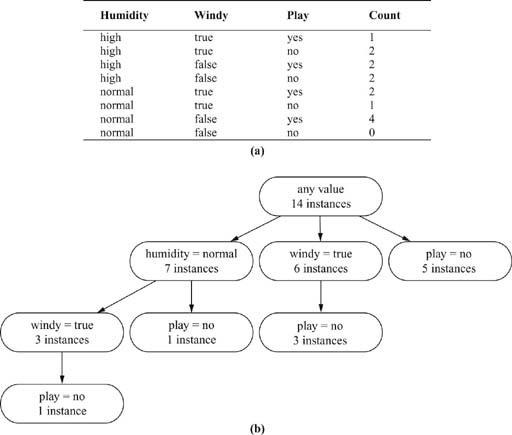 Humidity Windy Play Count
high true yes 1
high true no 2
high false yes 2
high false no 2
normal true yes 2
normal true no 1
normal false yes 4
normal false no 0
(a)
any value
14 instances
humidity = normal
7 instances
windy = true
6 instances
play = no
5 instances
windy = true
3 instances
play = no
1 instance
play = no
3 instances
play = no
1 instance
(b)